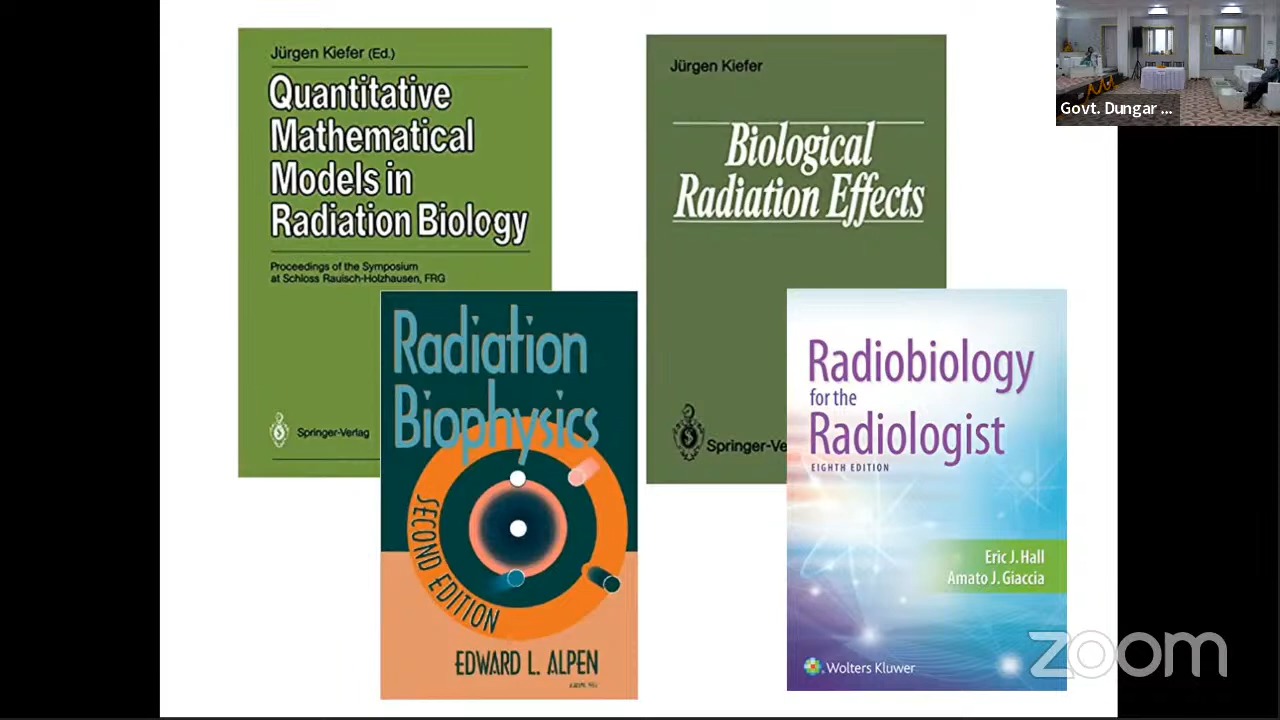 Jürgen Kiefer (Ed.)
Quantitative
Mathematical
Models in
Radiation Biology
Proceedings of the Symposium
at Schloss Rauisch-Holzhausen, FRG
Springer-Verlag
Jürgen Kiefer
Biological
Radiation Effects
Springer-Ve
Radiation
Biophysics
SECOND EDITION
EDWARD L. ALPEN
Radiobiology
for the
Radiologist
EIGHTH EDITION
Eric J. Hall
Amato J. Giaccia
Wolters Kluwer
Govt. Dungar ...
zoom